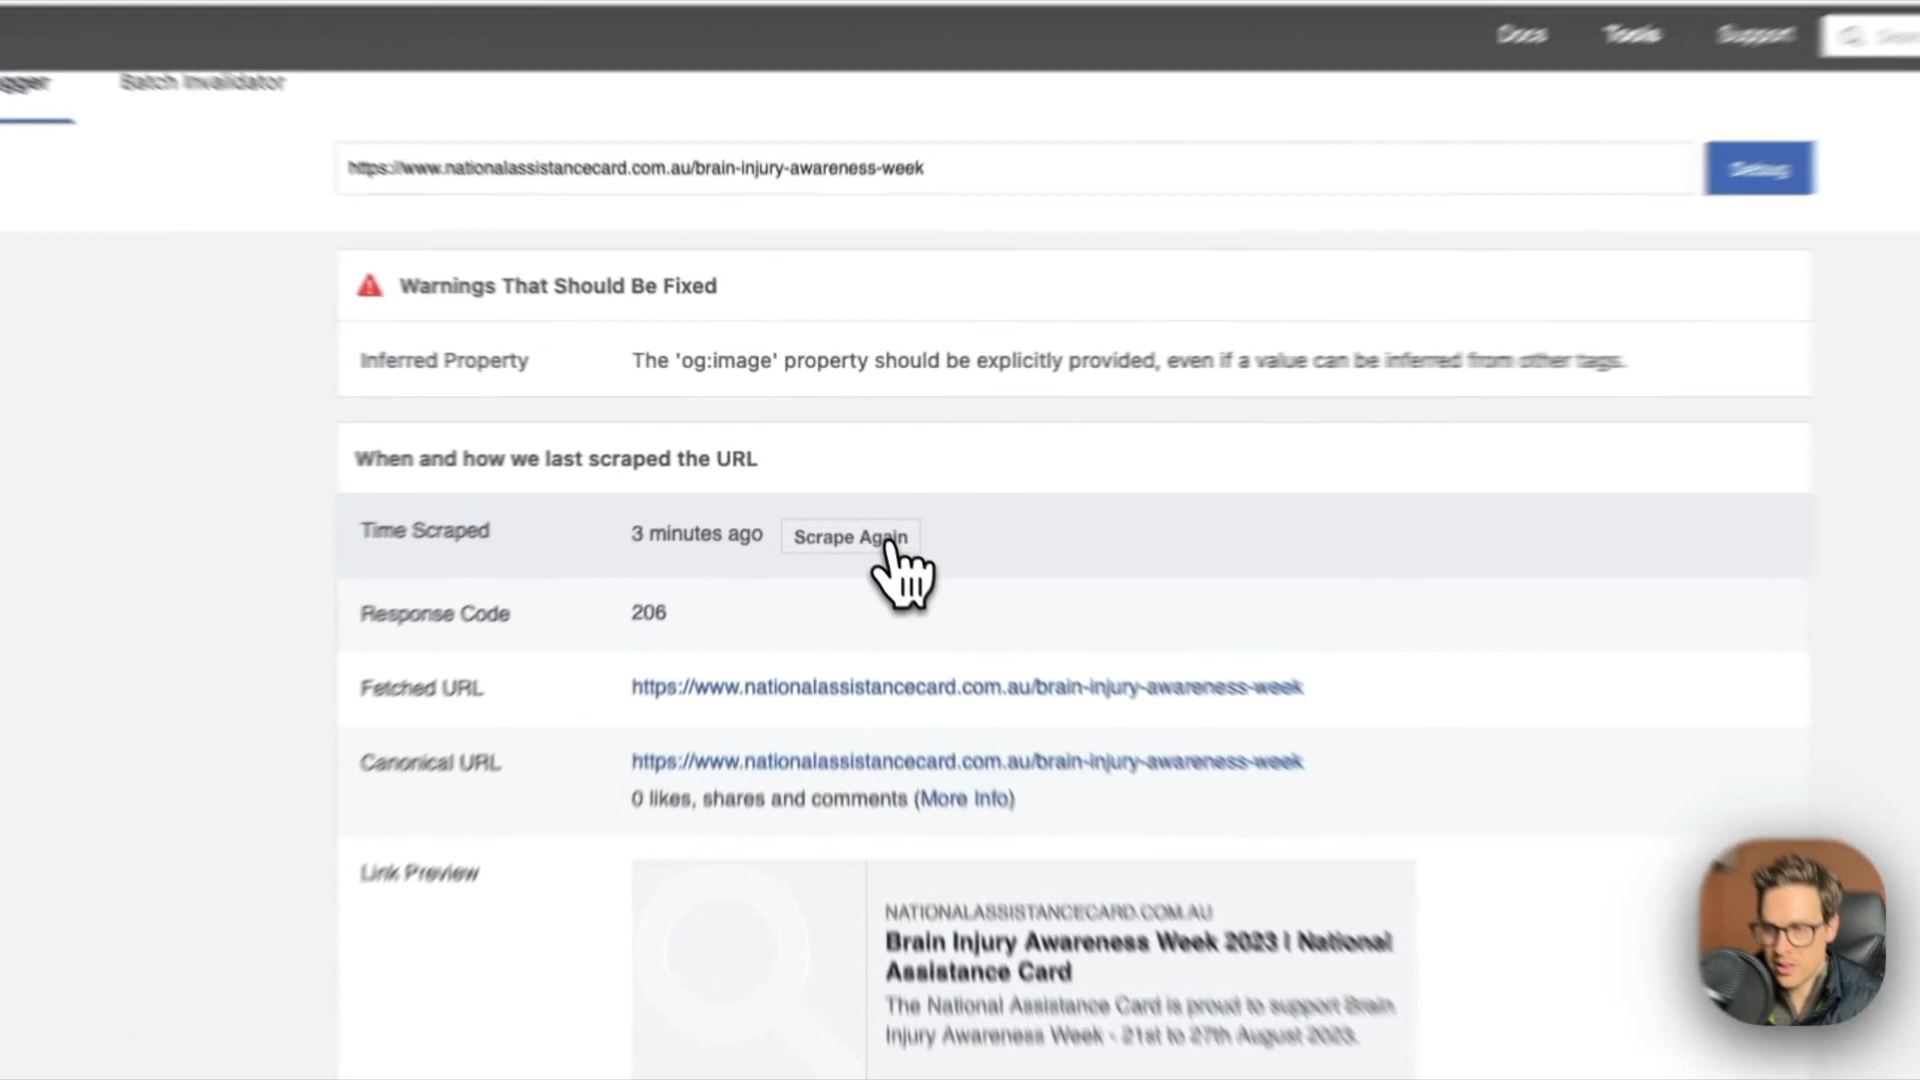 Docs Tools Support
gger Batch Invalidator
https://www.nationalassistancecard.com.au/brain-injury-awareness-week Debug
Warnings That Should Be Fixed
Inferred Property The 'og:image' property should be explicitly provided, even if a value can be inferred from other tags.
When and how we last scraped the URL
Time Scraped 3 minutes ago Scrape Again
Response Code 206
Fetched URL https://www.nationalassistancecard.com.au/brain-injury-awareness-week
Canonical URL https://www.nationalassistancecard.com.au/brain-injury-awareness-week
0 likes, shares and comments (More Info)
Link Preview
NATIONALASSISTANCECARD.COM.AU
Brain Injury Awareness Week 2023 | National
Assistance Card
The National Assistance Card is proud to support Brain
Injury Awareness Week - 21st to 27th August 2023.